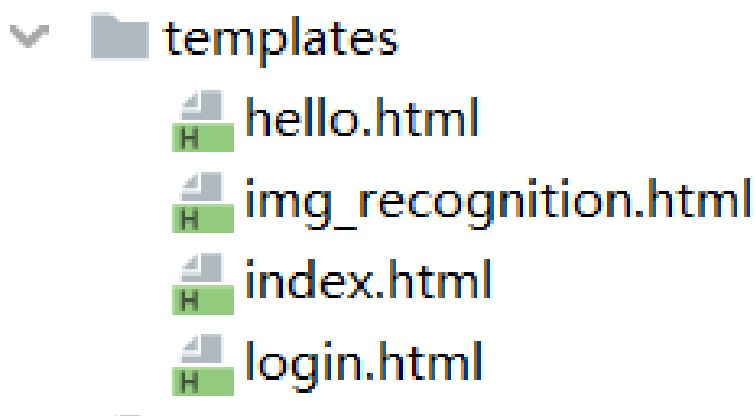 templates
H hello.html
H img_recognition.html
H index.html
H login.html